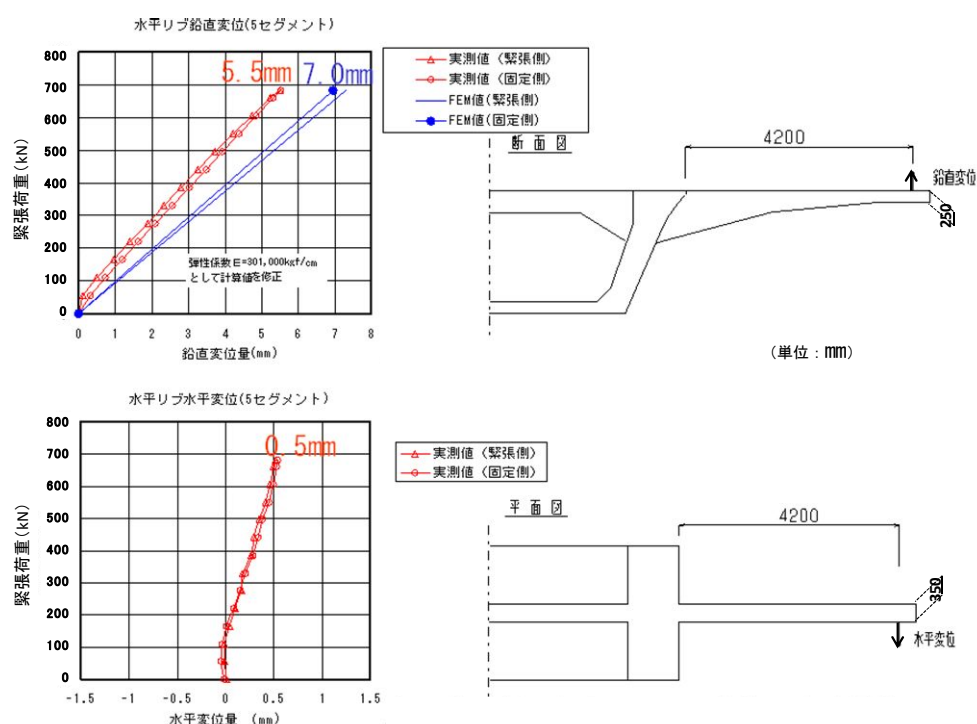 水平リブ鉛直変位(5セグメント)
800
700
600
500
400
300
200
100
0
緊張荷重(kN)
5.5mm
7.0mm
弾性係数E=301,000kgf/cm
として計算値を修正
0 1 2 3 4 5 6 7 8
鉛直変位量(mm)
実測値(緊張側)
実測値(固定側)
FEM値(緊張側)
FEM値(固定側)
断面図
4200
鉛直変位
250
(単位:mm)
水平リブ水平変位(5セグメント)
800
700
600
500
400
300
200
100
0
緊張荷重(kN)
0.5mm
-1.5 -1 -0.5 0 0.5 1 1.5
水平変位量 (mm)
実測値(緊張側)
実測値(固定側)
平面図
4200
350
水平変位